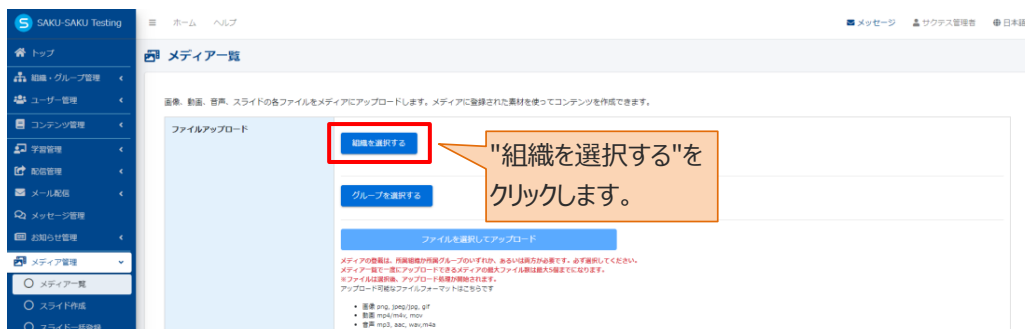 SAKU-SAKU Testing
ホーム ヘルプ
メッセージ サクテス管理者 日本語
トップ
メディア一覧
組織・グループ管理
ユーザー管理
画像、動画、音声、スライドの各ファイルをメディアにアップロードします。メディアに登録された素材を使ってコンテンツを作成できます。
コンテンツ管理
ファイルアップロード
組織を選択する
"組織を選択する"を
クリックします。
学習管理
配信管理
メール配信
グループを選択する
メッセージ管理
お知らせ管理
ファイルを選択してアップロード
メディア管理
メディアの登録は、所属組織か所属グループのいずれか、あるいは両方が必要です。必ず選択してください。
メディア一覧で一度にアップロードできるメディアの最大ファイル数は最大5個までになります。
※ファイルは選択後、アップロード処理が開始されます。
アップロード可能なファイルフォーマットはこちらです
メディア一覧
スライド作成
• 画像 png, jpeg/jpg, gif
• 動画 mp4/m4v, mov
• 音声 mp3, aac, wav,m4a
スライド一括登録